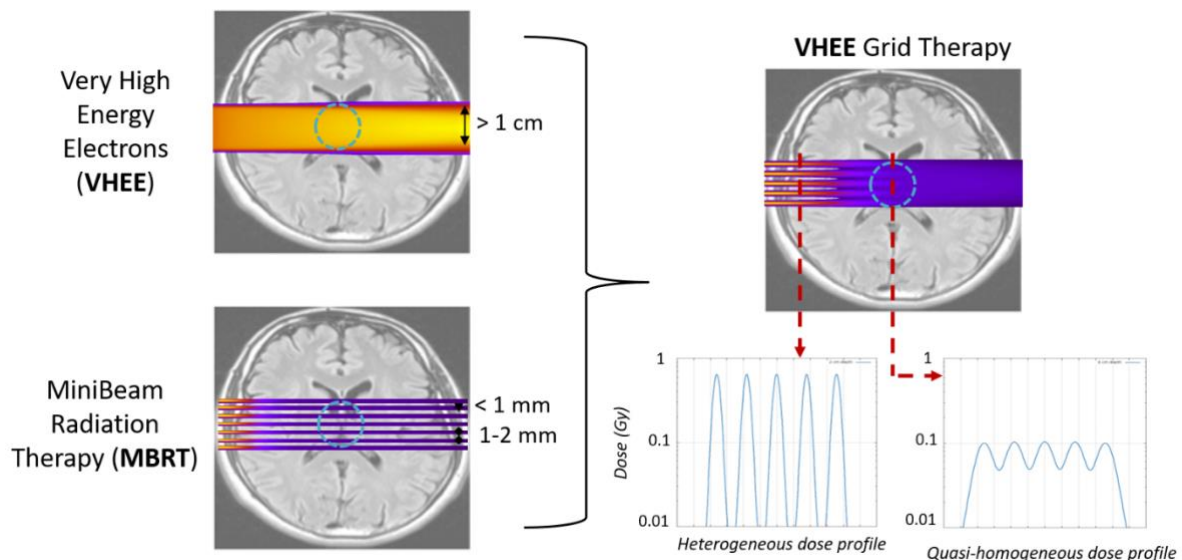 Very High
Energy
Electrons
(VHEE)
> 1 cm
MiniBeam
Radiation
Therapy (MBRT)
< 1 mm
1-2 mm
VHEE Grid Therapy
Dose (Gy)
1
0.1
0.01
Heterogeneous dose profile
1
0.1
0.01
Quasi-homogeneous dose profile